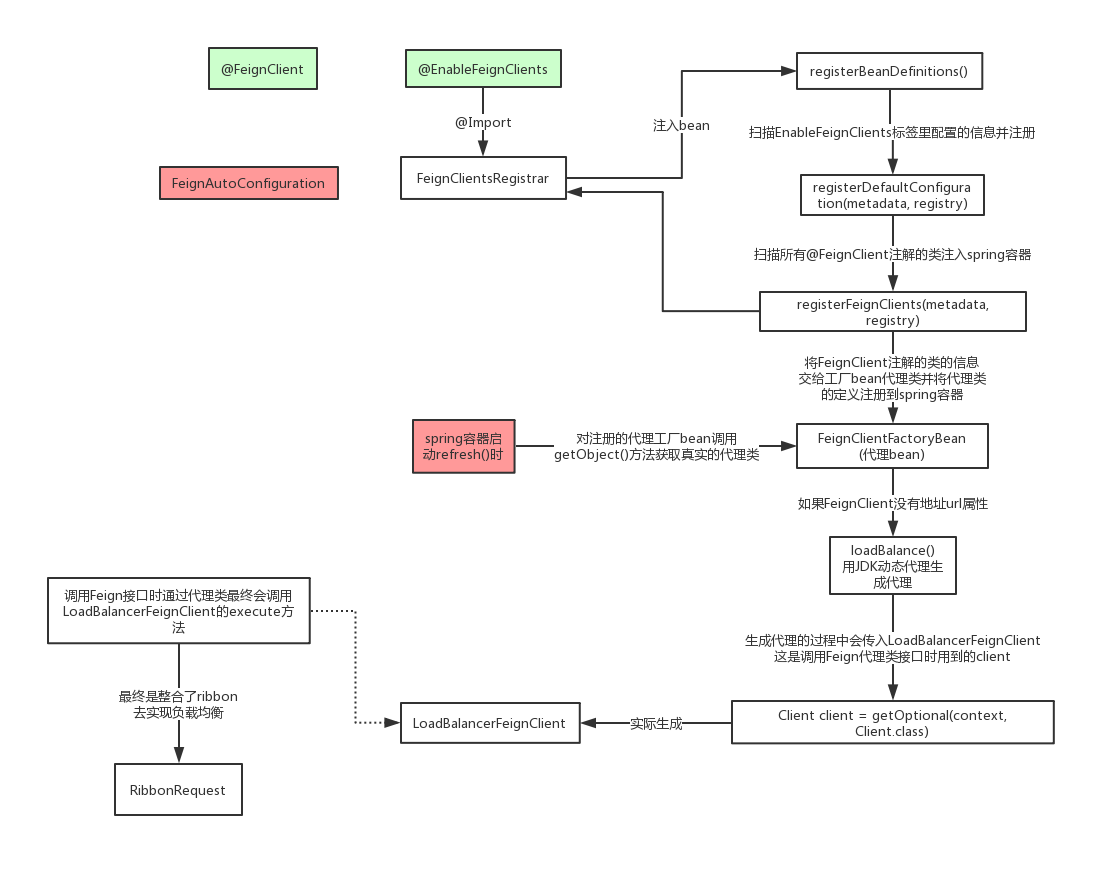 @FeignClient
@EnableFeignClients
registerBeanDefinitions()
@Import
注入bean
扫描EnableFeignClients标签里配置的信息并注册
FeignAutoConfiguration
FeignClientsRegistrar
registerDefaultConfigura
tion(metadata, registry)
扫描所有@FeignClient注解的类注入spring容器
registerFeignClients(metadata,
registry)
将FeignClient注解的类的信息
交给工厂bean代理类并将代理类
的定义注册到spring容器
spring容器启
动refresh()时
对注册的代理工厂bean调用
getObject()方法获取真实的代理类
FeignClientFactoryBean
(代理bean)
如果FeignClient没有地址url属性
loadBalance()
用JDK动态代理生
成代理
调用Feign接口时通过代理类最终会调用
LoadBalancerFeignClient的execute方
法
生成代理的过程中会传入LoadBalancerFeignClient
这是调用Feign代理类接口时用到的client
最终是整合了ribbon
去实现负载均衡
LoadBalancerFeignClient
实际生成
Client client = getOptional(context,
Client.class)
RibbonRequest